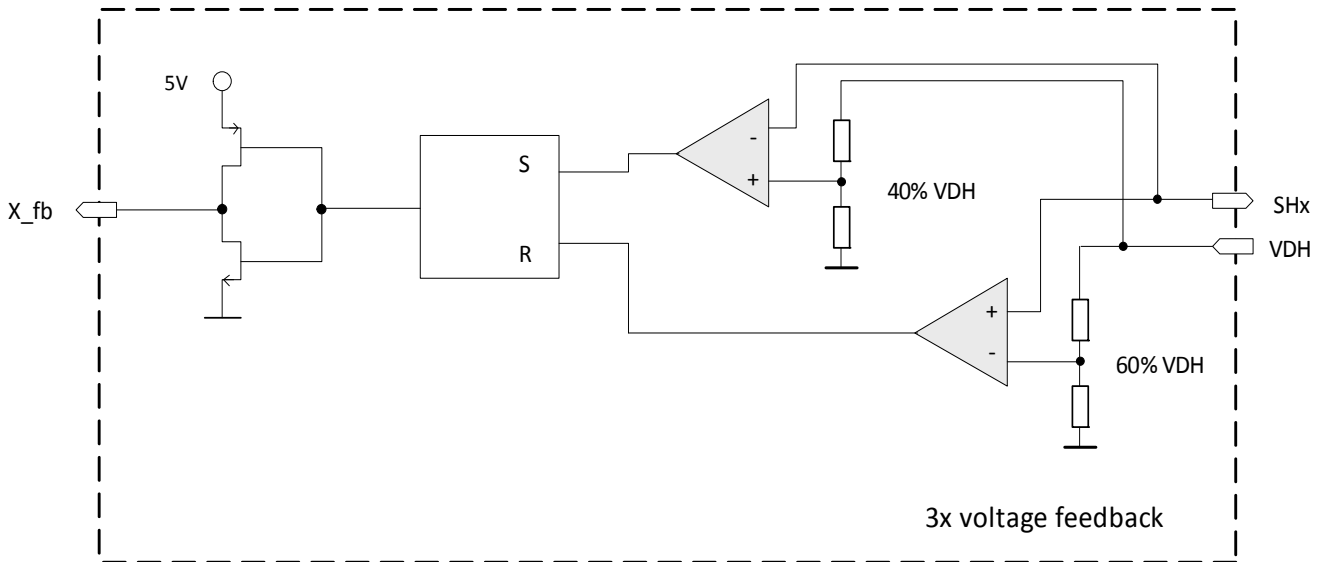 5V
X_fb
S
R
-
+
40% VDH
SHx
VDH
+
-
60% VDH
3x voltage feedback